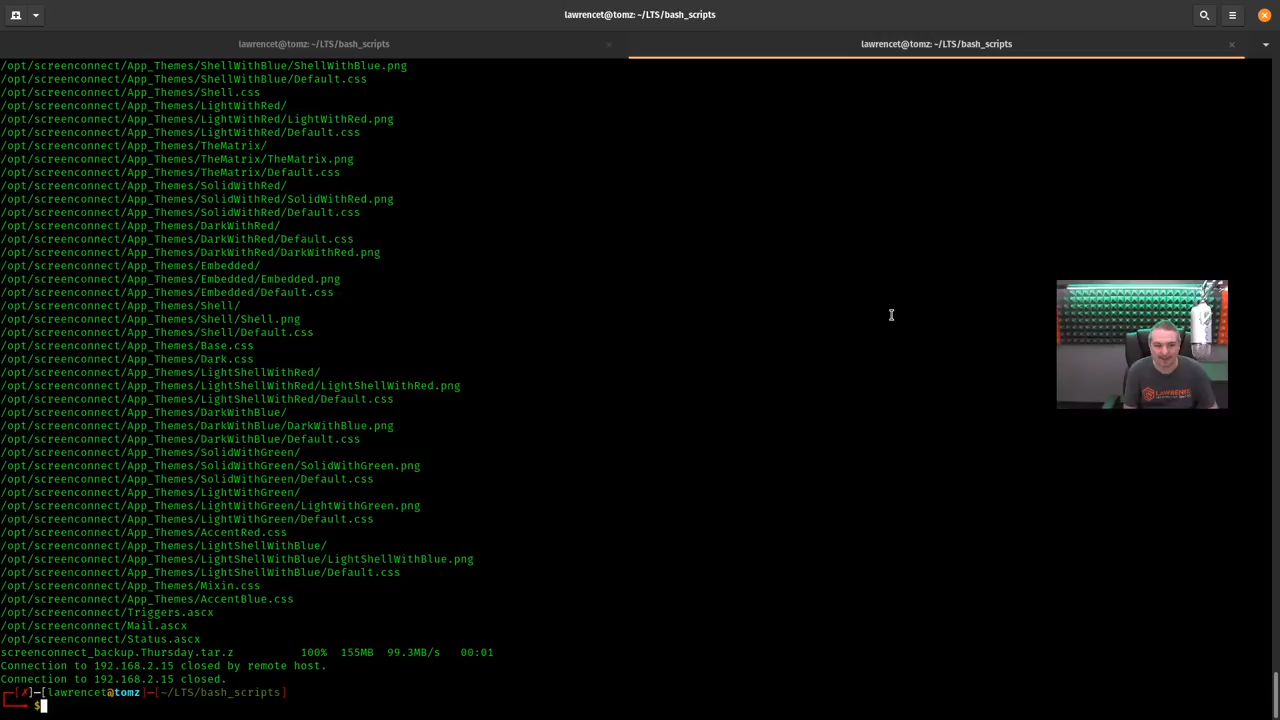 lawrencet@tomz: ~/LTS/bash_scripts
lawrencet@tomz: ~/LTS/bash_scripts
lawrencet@tomz: ~/LTS/bash_scripts
/opt/screenconnect/App_Themes/ShellWithBlue/ShellWithBlue.png
/opt/screenconnect/App_Themes/ShellWithBlue/Default.css
/opt/screenconnect/App_Themes/Shell.css
/opt/screenconnect/App_Themes/LightWithRed/
/opt/screenconnect/App_Themes/LightWithRed/LightWithRed.png
/opt/screenconnect/App_Themes/LightWithRed/Default.css
/opt/screenconnect/App_Themes/TheMatrix/
/opt/screenconnect/App_Themes/TheMatrix/TheMatrix.png
/opt/screenconnect/App_Themes/TheMatrix/Default.css
/opt/screenconnect/App_Themes/SolidWithRed/
/opt/screenconnect/App_Themes/SolidWithRed/SolidWithRed.png
/opt/screenconnect/App_Themes/SolidWithRed/Default.css
/opt/screenconnect/App_Themes/DarkWithRed/
/opt/screenconnect/App_Themes/DarkWithRed/Default.css
/opt/screenconnect/App_Themes/DarkWithRed/DarkWithRed.png
/opt/screenconnect/App_Themes/Embedded/
/opt/screenconnect/App_Themes/Embedded/Embedded.png
/opt/screenconnect/App_Themes/Embedded/Default.css
/opt/screenconnect/App_Themes/Shell/
/opt/screenconnect/App_Themes/Shell/Shell.png
/opt/screenconnect/App_Themes/Shell/Default.css
/opt/screenconnect/App_Themes/Base.css
/opt/screenconnect/App_Themes/Dark.css
/opt/screenconnect/App_Themes/LightShellWithRed/
/opt/screenconnect/App_Themes/LightShellWithRed/LightShellWithRed.png
/opt/screenconnect/App_Themes/LightShellWithRed/Default.css
/opt/screenconnect/App_Themes/DarkWithBlue/
/opt/screenconnect/App_Themes/DarkWithBlue/DarkWithBlue.png
/opt/screenconnect/App_Themes/DarkWithBlue/Default.css
/opt/screenconnect/App_Themes/SolidWithGreen/
/opt/screenconnect/App_Themes/SolidWithGreen/SolidWithGreen.png
/opt/screenconnect/App_Themes/SolidWithGreen/Default.css
/opt/screenconnect/App_Themes/LightWithGreen/
/opt/screenconnect/App_Themes/LightWithGreen/LightWithGreen.png
/opt/screenconnect/App_Themes/LightWithGreen/Default.css
/opt/screenconnect/App_Themes/AccentRed.css
/opt/screenconnect/App_Themes/LightShellWithBlue/
/opt/screenconnect/App_Themes/LightShellWithBlue/LightShellWithBlue.png
/opt/screenconnect/App_Themes/LightShellWithBlue/Default.css
/opt/screenconnect/App_Themes/Mixin.css
/opt/screenconnect/App_Themes/AccentBlue.css
/opt/screenconnect/Triggers.ascx
/opt/screenconnect/Mail.ascx
/opt/screenconnect/Status.ascx
screenconnect_backup.Thursday.tar.z 100% 155MB 99.3MB/s 00:01
Connection to 192.168.2.15 closed by remote host.
Connection to 192.168.2.15 closed.
┌─[✗]─[lawrencet@tomz]─[~/LTS/bash_scripts]
└──╼ $
LAWRENCE